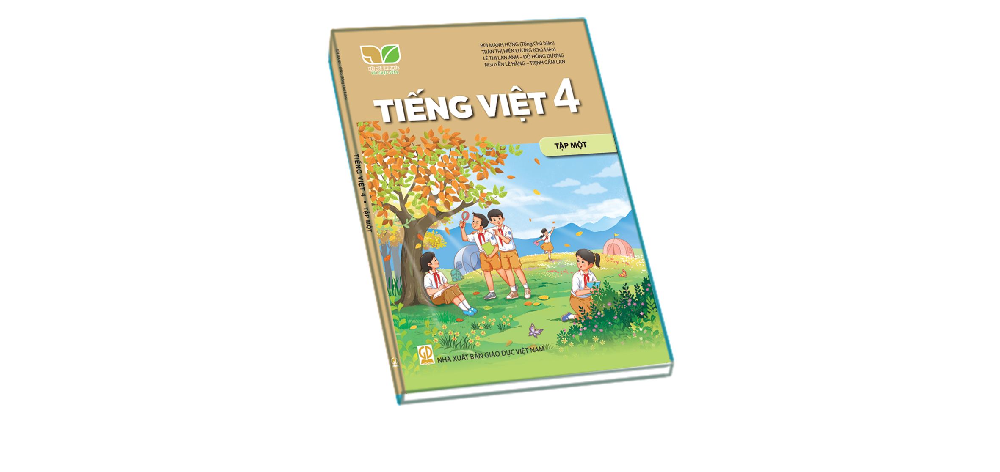 BÙI MẠNH HÙNG (Tổng Chủ biên)
TRẦN THỊ HIỀN LƯƠNG (Chủ biên)
LÊ THỊ LAN ANH – ĐỖ HỒNG DƯƠNG
NGUYỄN LÊ HẰNG – TRỊNH CẨM LAN
KẾT NỐI TRI THỨC
VỚI CUỘC SỐNG
TIẾNG VIỆT 4
TẬP MỘT
GD
NHÀ XUẤT BẢN GIÁO DỤC VIỆT NAM
BÙI MẠNH HÙNG (Tổng Chủ biên)
TIẾNG VIỆT 4 • TẬP MỘT
GD